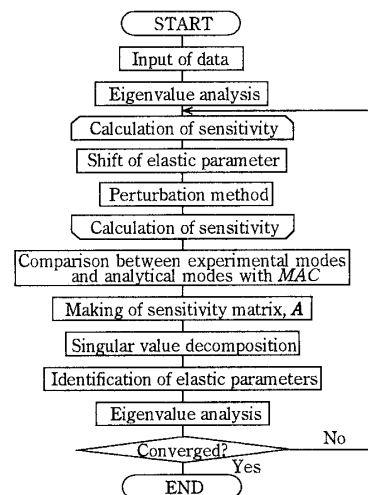 START
Input of data
Eigenvalue analysis
Calculation of sensitivity
Shift of elastic parameter
Perturbation method
Calculation of sensitivity
Comparison between experimental modes
and analytical modes with MAC
Making of sensitivity matrix, A
Singular value decomposition
Identification of elastic parameters
Eigenvalue analysis
Converged?
No
Yes
END